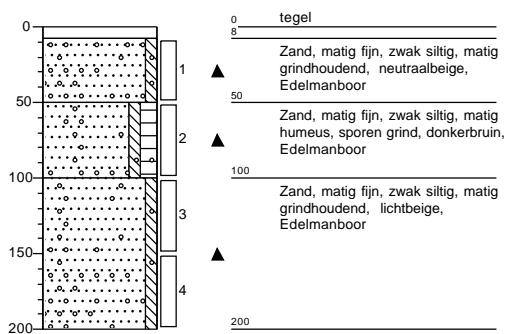 0
50
100
150
200
1
2
3
4
0
tegel
8
Zand, matig fijn, zwak siltig, matig
grindhoudend, neutraalbeige,
Edelmanboor
50
Zand, matig fijn, zwak siltig, matig
humeus, sporen grind, donkerbruin,
Edelmanboor
100
Zand, matig fijn, zwak siltig, matig
grindhoudend, lichtbeige,
Edelmanboor
200